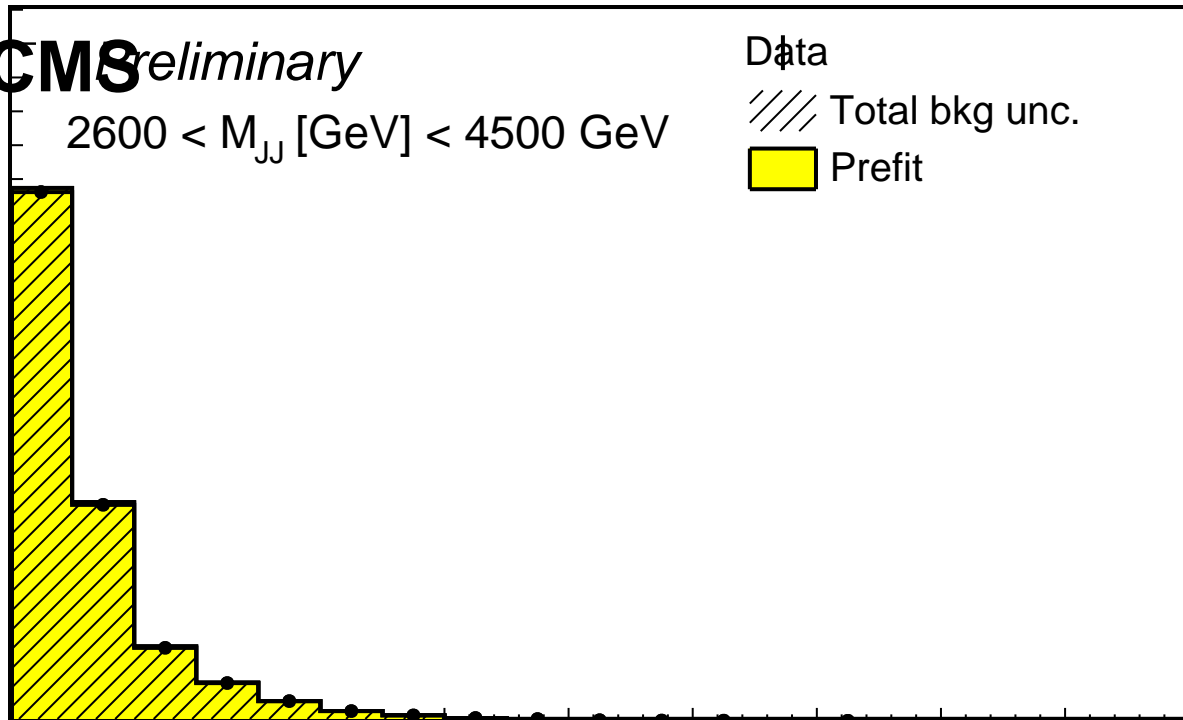 CMS Preliminary
2600 < M_JJ [GeV] < 4500 GeV
Data
Total bkg unc.
Prefit